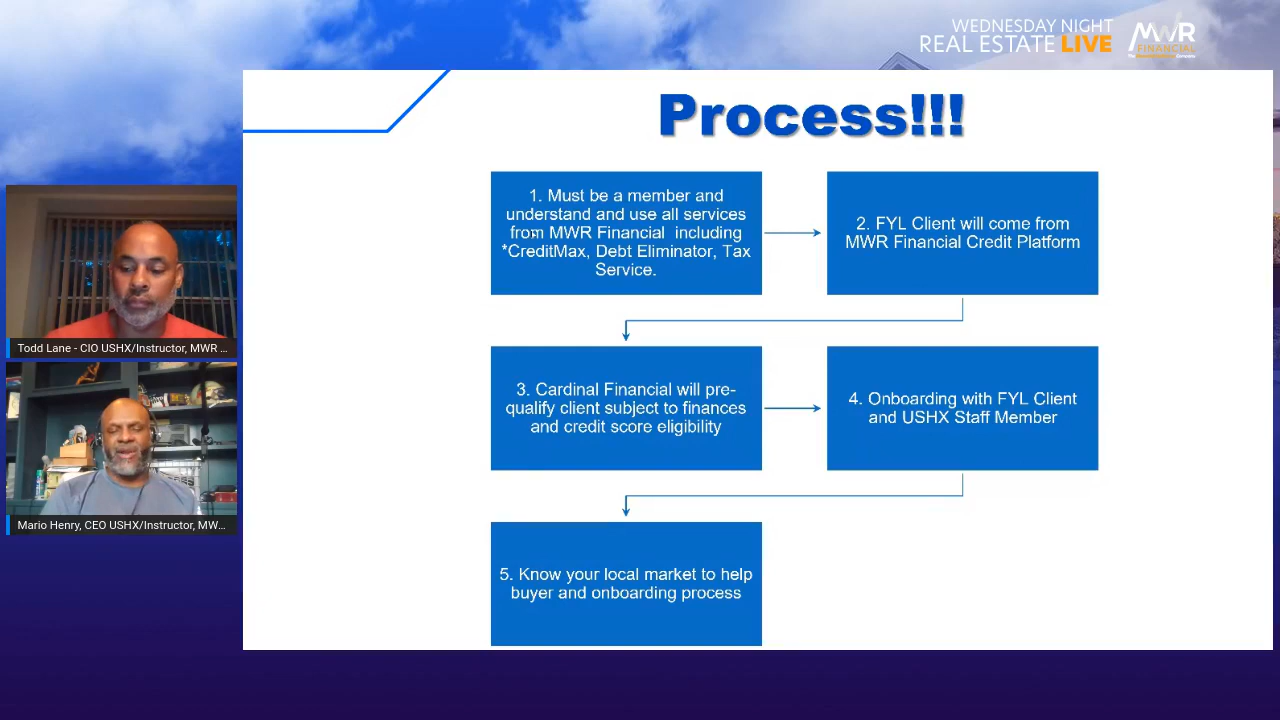 WEDNESDAY NIGHT
REAL ESTATE LIVE
MWR
FINANCIAL
Process!!!
1. Must be a member and
understand and use all services
from MWR Financial including
*CreditMax, Debt Eliminator, Tax
Service.
2. FYL Client will come from
MWR Financial Credit Platform
3. Cardinal Financial will pre-
qualify client subject to finances
and credit score eligibility
4. Onboarding with FYL Client
and USHX Staff Member
5. Know your local market to help
buyer and onboarding process
Todd Lane - CIO USHX/Instructor, MWR ...
Mario Henry, CEO USHX/Instructor, MW...